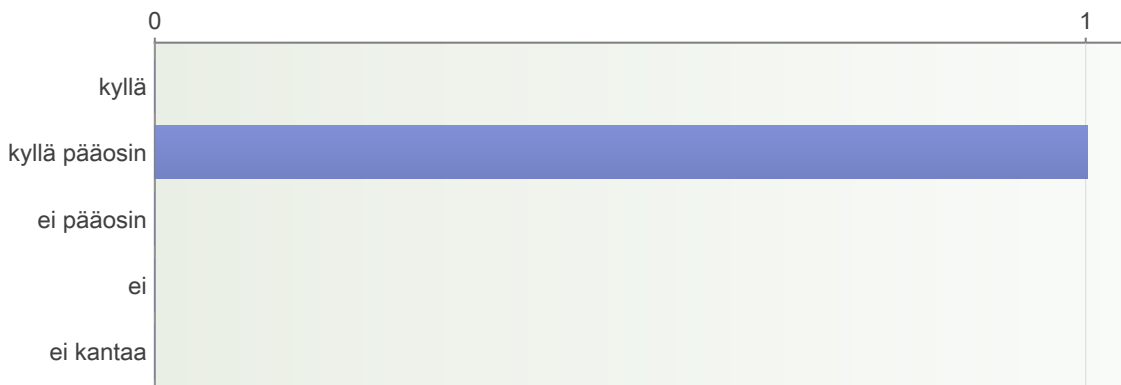 0 1
kyllä
kyllä pääosin
ei pääosin
ei
ei kantaa